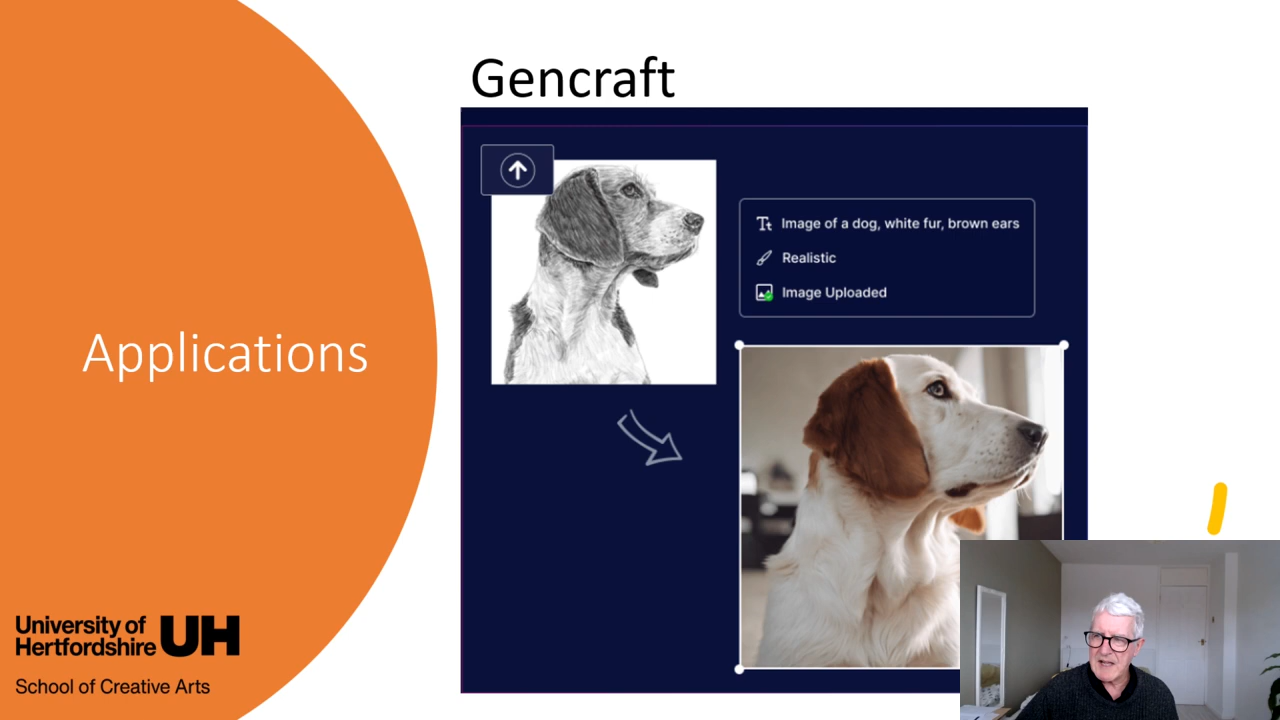 Gencraft
Image of a dog, white fur, brown ears
Realistic
Image Uploaded
Applications
University of
Hertfordshire UH
School of Creative Arts